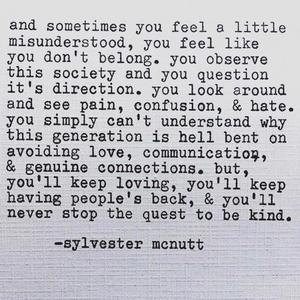 and sometimes you feel a little
misunderstood, you feel like
you don't belong. you observe
this society and you question
it's direction. you look around
and see pain, confusion, & hate.
you simply can't understand why
this generation is hell bent on
avoiding love, communication,
& genuine connections. but,
you'll keep loving, you'll keep
having people's back, & you'll
never stop the quest to be kind.
-sylvester mcnutt